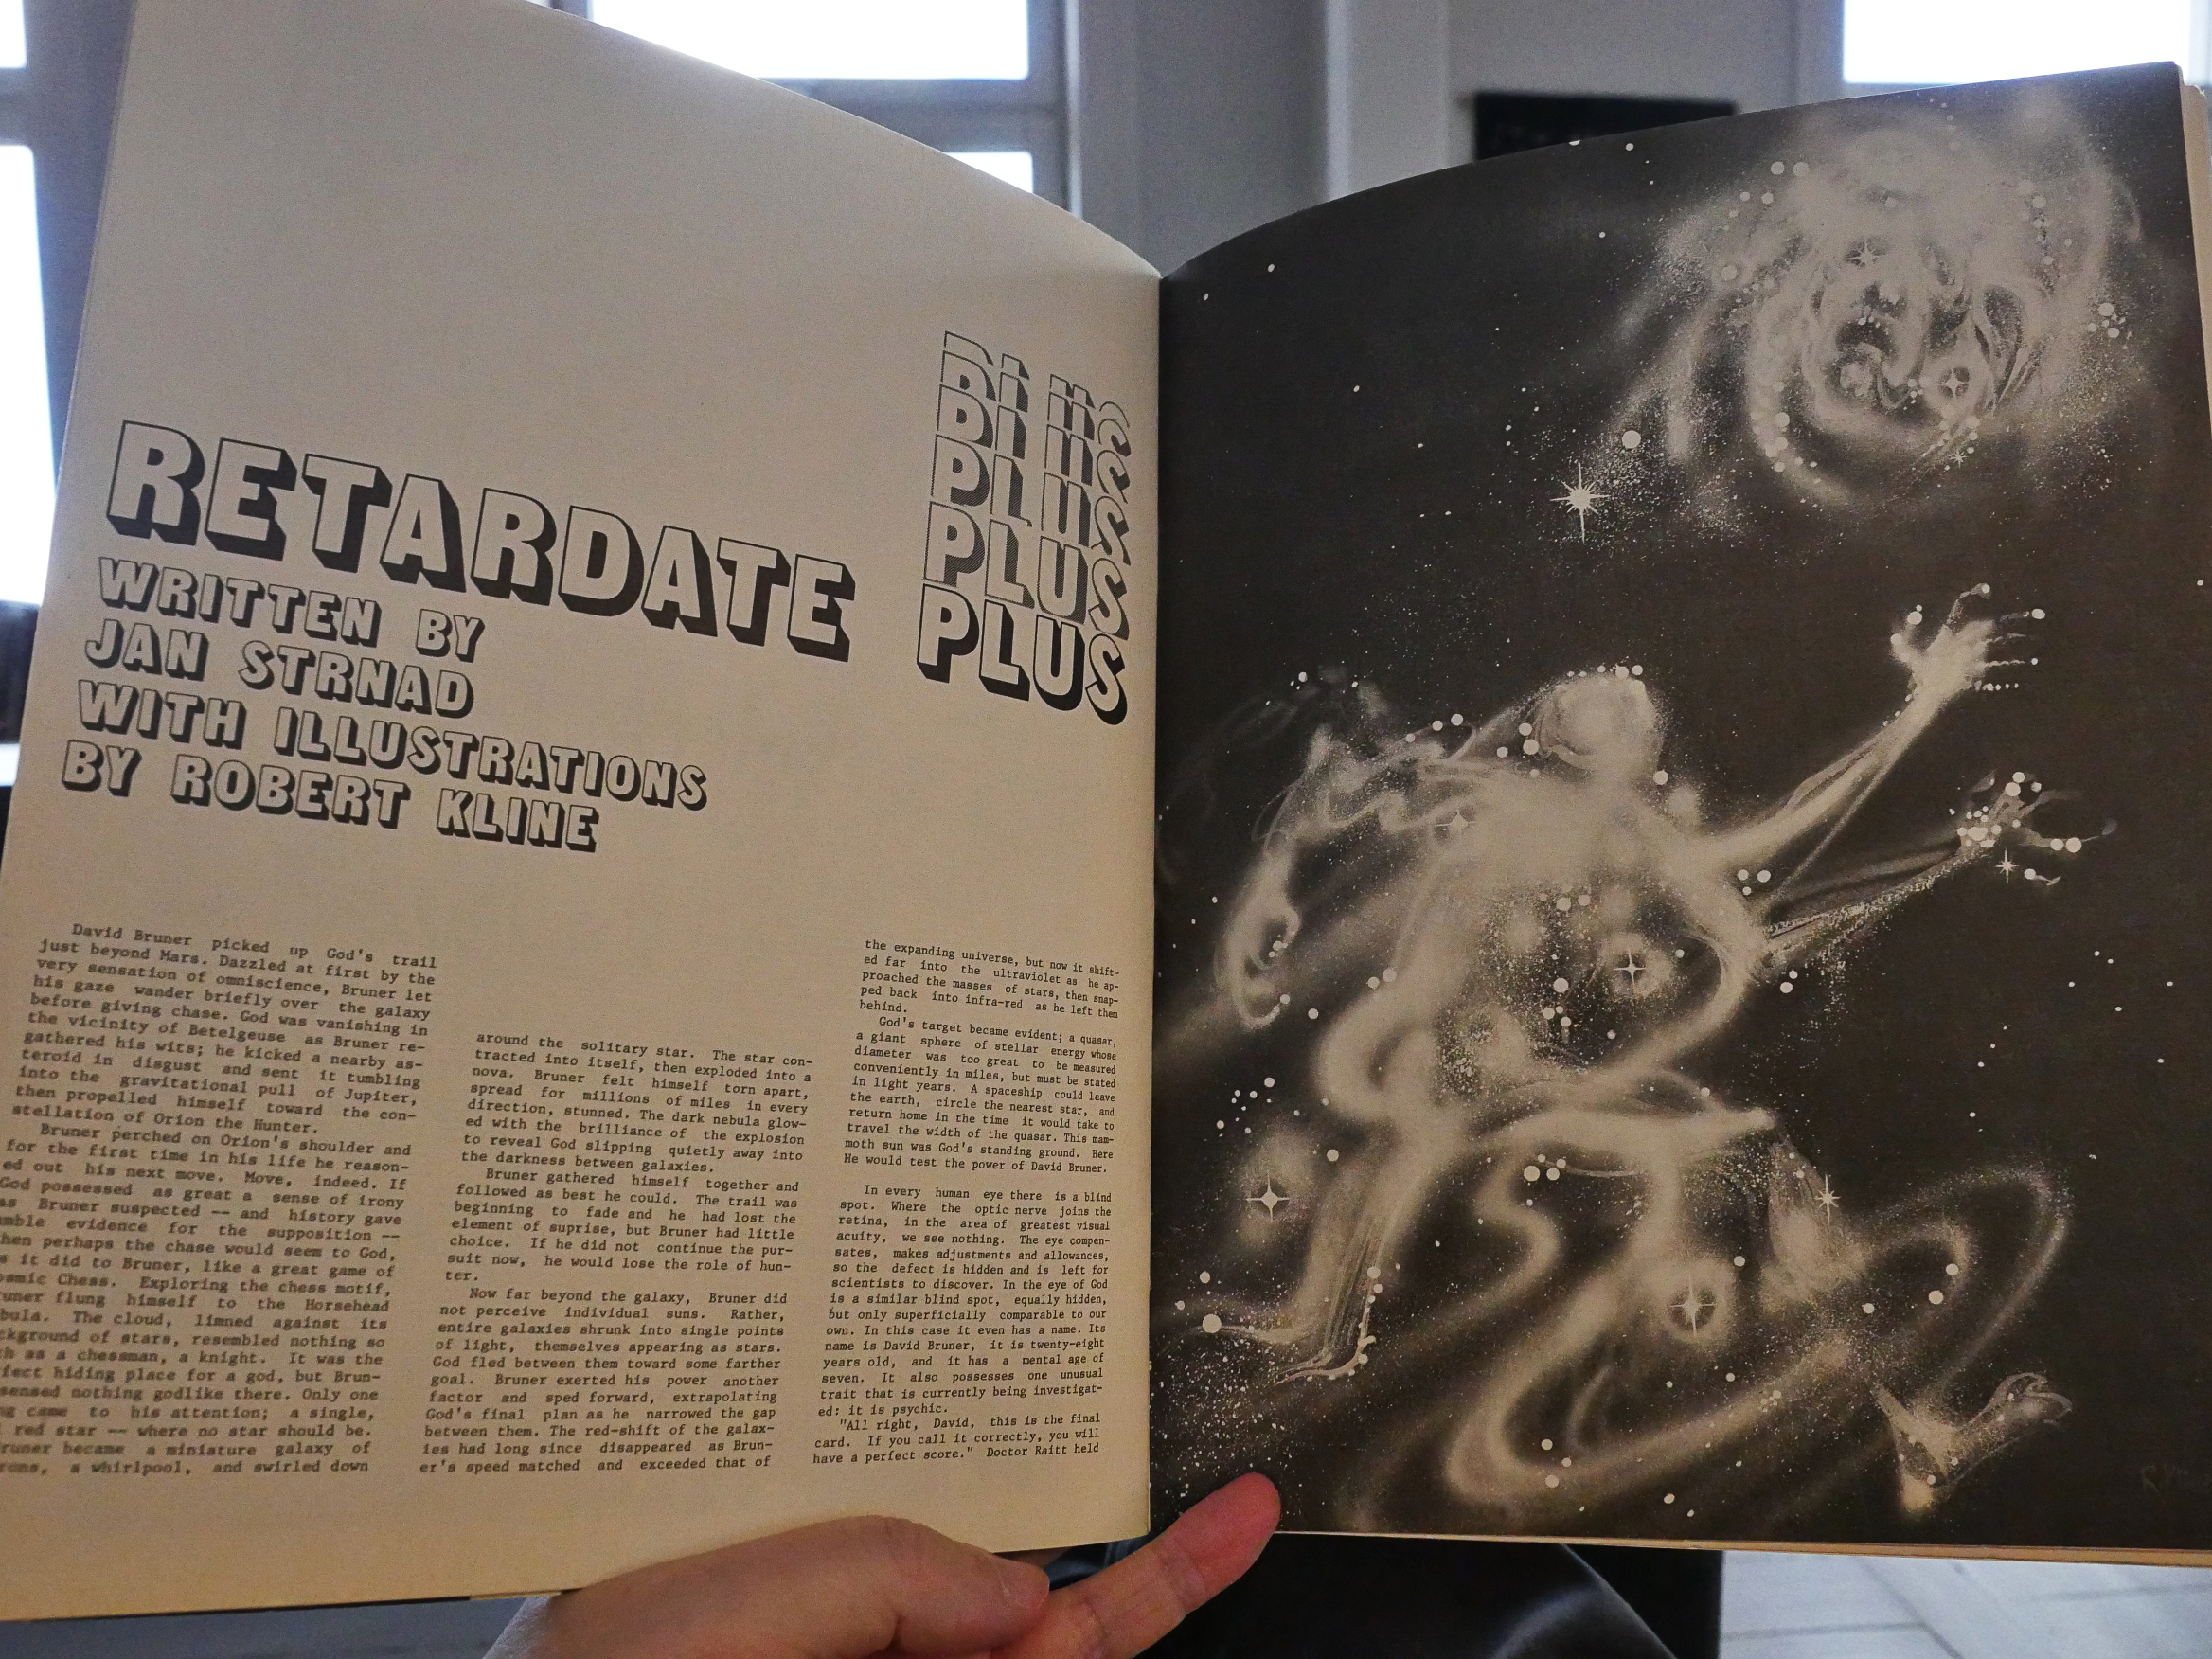 RETARDATE PLUS
PLUS
PLUS
WRITTEN BY
JAN STRNAD
WITH ILLUSTRATIONS
BY ROBERT KLINE
David Bruner picked up God's trail
just beyond Mars. Dazzled at first by the
very sensation of omniscience, Bruner let
his gaze wander briefly over the galaxy
before giving chase. God was vanishing in
the vicinity of Betelgeuse as Bruner re-
gathered his wits; he kicked a nearby as-
teroid in disgust and sent it tumbling
into the gravitational pull of Jupiter,
then propelled himself toward the con-
stellation of Orion the Hunter.
Bruner perched on Orion's shoulder and
for the first time in his life he reason-
ed out his next move. Move, indeed. If
God possessed as great a sense of irony
as Bruner suspected -- and history gave
evidence for the supposition --
then perhaps the chase would seem to God,
it did to Bruner, like a great game of
Chess. Exploring the chess motif,
flung himself to the Horsehead
The cloud, limned against its
of stars, resembled nothing so
as a chessman, a knight. It was the
hiding place for a god, but Brun-
sensed nothing godlike there. Only one
came to his attention; a single,
red star -- where no star should be.
became a miniature galaxy of
a whirlpool, and swirled down
around the solitary star. The star con-
tracted into itself, then exploded into a
nova. Bruner felt himself torn apart,
spread for millions of miles in every
direction, stunned. The dark nebula glow-
ed with the brilliance of the explosion
to reveal God slipping quietly away into
the darkness between galaxies.
Bruner gathered himself together and
followed as best he could. The trail was
beginning to fade and he had lost the
element of suprise, but Bruner had little
choice. If he did not continue the pur-
suit now, he would lose the role of hun-
ter.
Now far beyond the galaxy, Bruner did
not perceive individual suns. Rather,
entire galaxies shrunk into single points
of light, themselves appearing as stars.
God fled between them toward some farther
goal. Bruner exerted his power another
factor and sped forward, extrapolating
God's final plan as he narrowed the gap
between them. The red-shift of the galax-
ies had long since disappeared as Brun-
er's speed matched and exceeded that of
the expanding universe, but now it shift-
ed far into the ultraviolet as he ap-
proached the masses of stars, then snap-
ped back into infra-red as he left them
behind.
God's target became evident; a quasar,
a giant sphere of stellar energy whose
diameter was too great to be measured
conveniently in miles, but must be stated
in light years. A spaceship could leave
the earth, circle the nearest star, and
return home in the time it would take to
travel the width of the quasar. This mam-
moth sun was God's standing ground. Here
He would test the power of David Bruner.
In every human eye there is a blind
spot. Where the optic nerve joins the
retina, in the area of greatest visual
acuity, we see nothing. The eye compen-
sates, makes adjustments and allowances,
so the defect is hidden and is left for
scientists to discover. In the eye of God
is a similar blind spot, equally hidden,
but only superficially comparable to our
own. In this case it even has a name. Its
name is David Bruner, it is twenty-eight
years old, and it has a mental age of
seven. It also possesses one unusual
trait that is currently being investigat-
ed: it is psychic.
"All right, David, this is the final
card. If you call it correctly, you will
have a perfect score." Doctor Raitt held